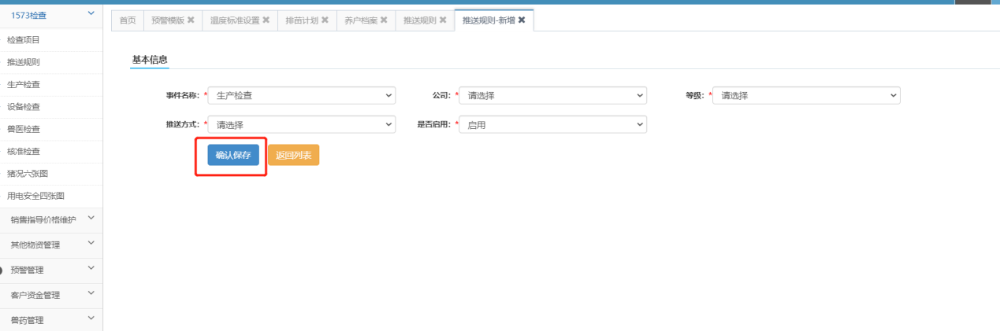 1573检查
首页 预警模版 ✖ 温度标准设置 ✖ 排苗计划 ✖ 养户档案 ✖ 推送规则 ✖ 推送规则-新增 ✖
检查项目
推送规则
生产检查
设备检查
兽医检查
核准检查
猪况六张图
用电安全四张图
销售指导价格维护
其他物资管理
预警管理
客户资金管理
兽药管理
基本信息
事件名称: * 生产检查 公司: * 请选择 等级: * 请选择
推送方式: * 请选择 是否启用: * 启用
确认保存 返回列表